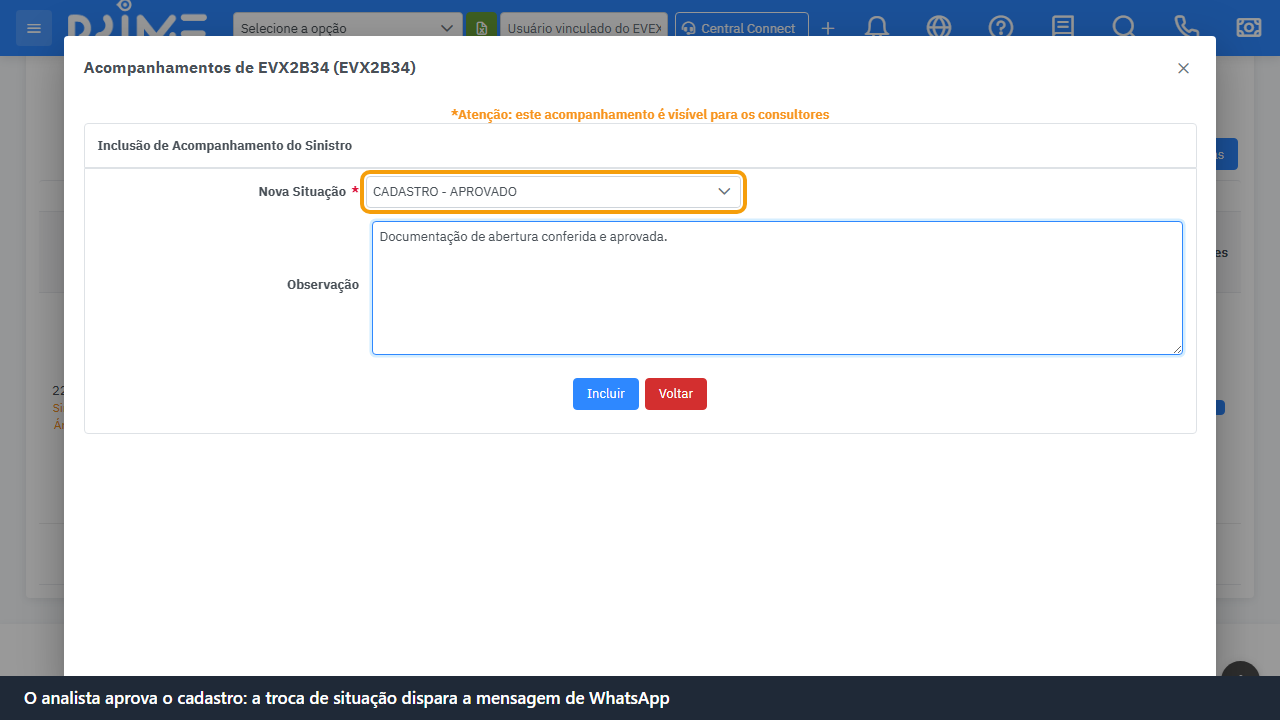 Selecione a opção
Usuário vinculado do EVEX
Central Connect
Acompanhamentos de EVX2B34 (EVX2B34)
*Atenção: este acompanhamento é visível para os consultores
Inclusão de Acompanhamento do Sinistro
Nova Situação *
CADASTRO - APROVADO
Documentação de abertura conferida e aprovada.
Observação
Incluir
Voltar
O analista aprova o cadastro: a troca de situação dispara a mensagem de WhatsApp